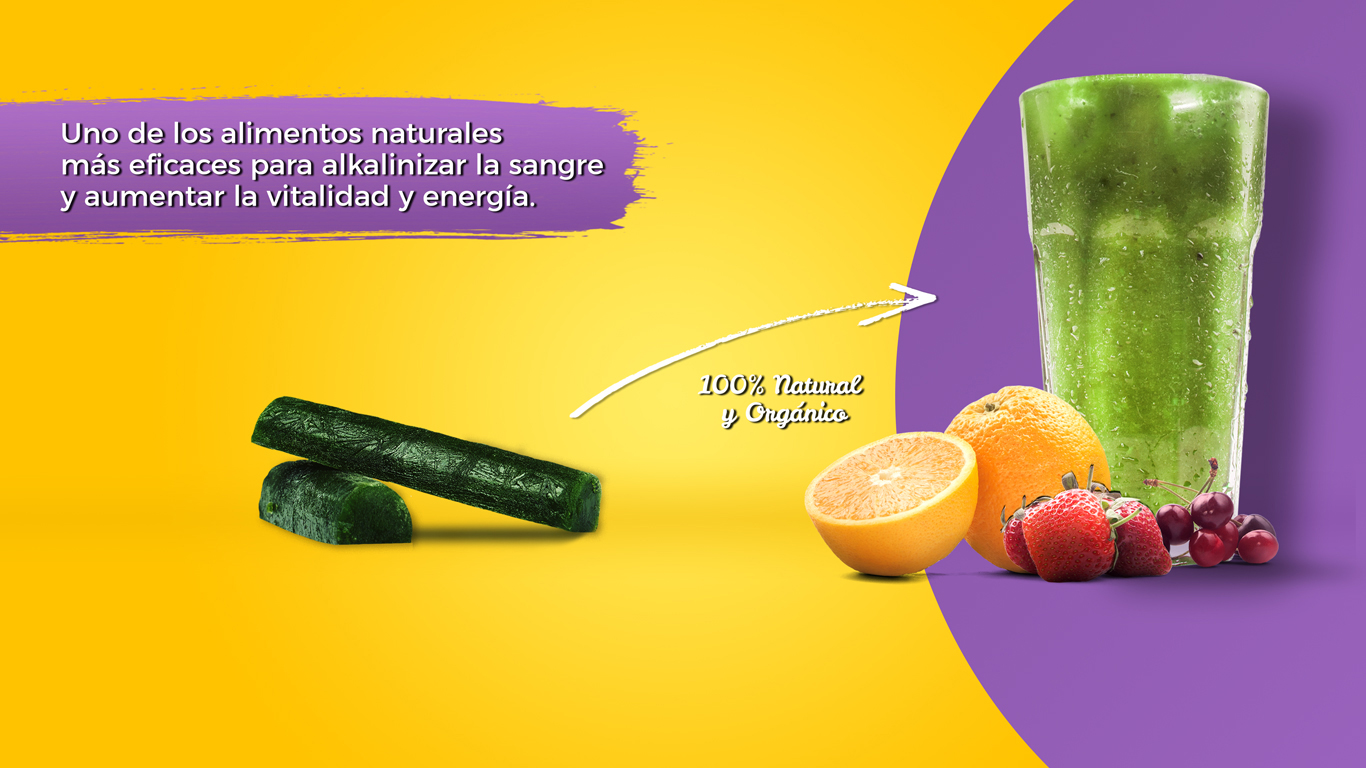 Uno de los alimentos naturales
más eficaces para alkalinizar la sangre
y aumentar la vitalidad y energía.
100% Natural
y Orgánico